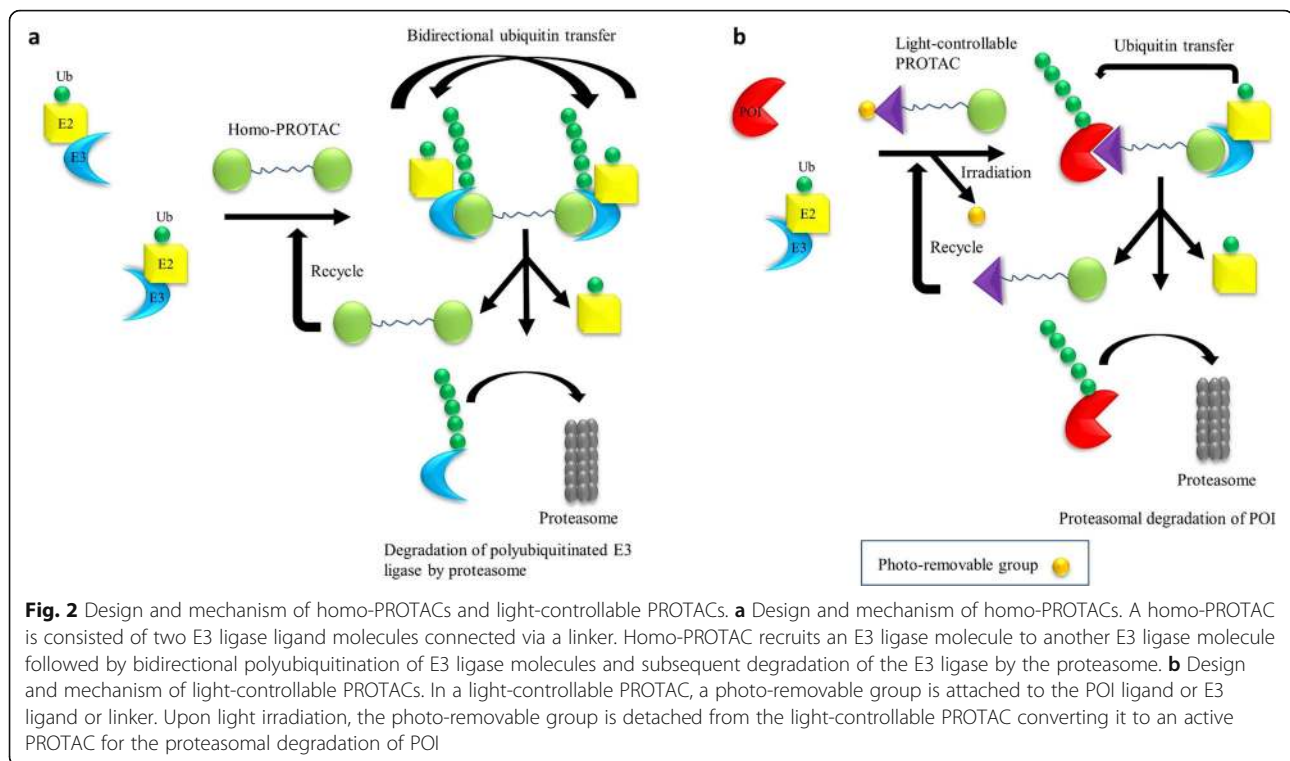 a
Bidirectional ubiquitin transfer
Ub
E2
E3
Homo-PROTAC
Ub
E2
E3
Recycle
Proteasome
Degradation of polyubiquitinated E3
ligase by proteasome
b
Light-controllable
PROTAC
Ubiquitin transfer
POI
POI
Irradiation
Ub
E2
E3
Recycle
Proteasome
Proteasomal degradation of POI
Photo-removable group
Fig. 2 Design and mechanism of homo-PROTACs and light-controllable PROTACs. a Design and mechanism of homo-PROTACs. A homo-PROTAC
is consisted of two E3 ligase ligand molecules connected via a linker. Homo-PROTAC recruits an E3 ligase molecule to another E3 ligase molecule
followed by bidirectional polyubiquitination of E3 ligase molecules and subsequent degradation of the E3 ligase by the proteasome. b Design
and mechanism of light-controllable PROTACs. In a light-controllable PROTAC, a photo-removable group is attached to the POI ligand or E3
ligand or linker. Upon light irradiation, the photo-removable group is detached from the light-controllable PROTAC converting it to an active
PROTAC for the proteasomal degradation of POI